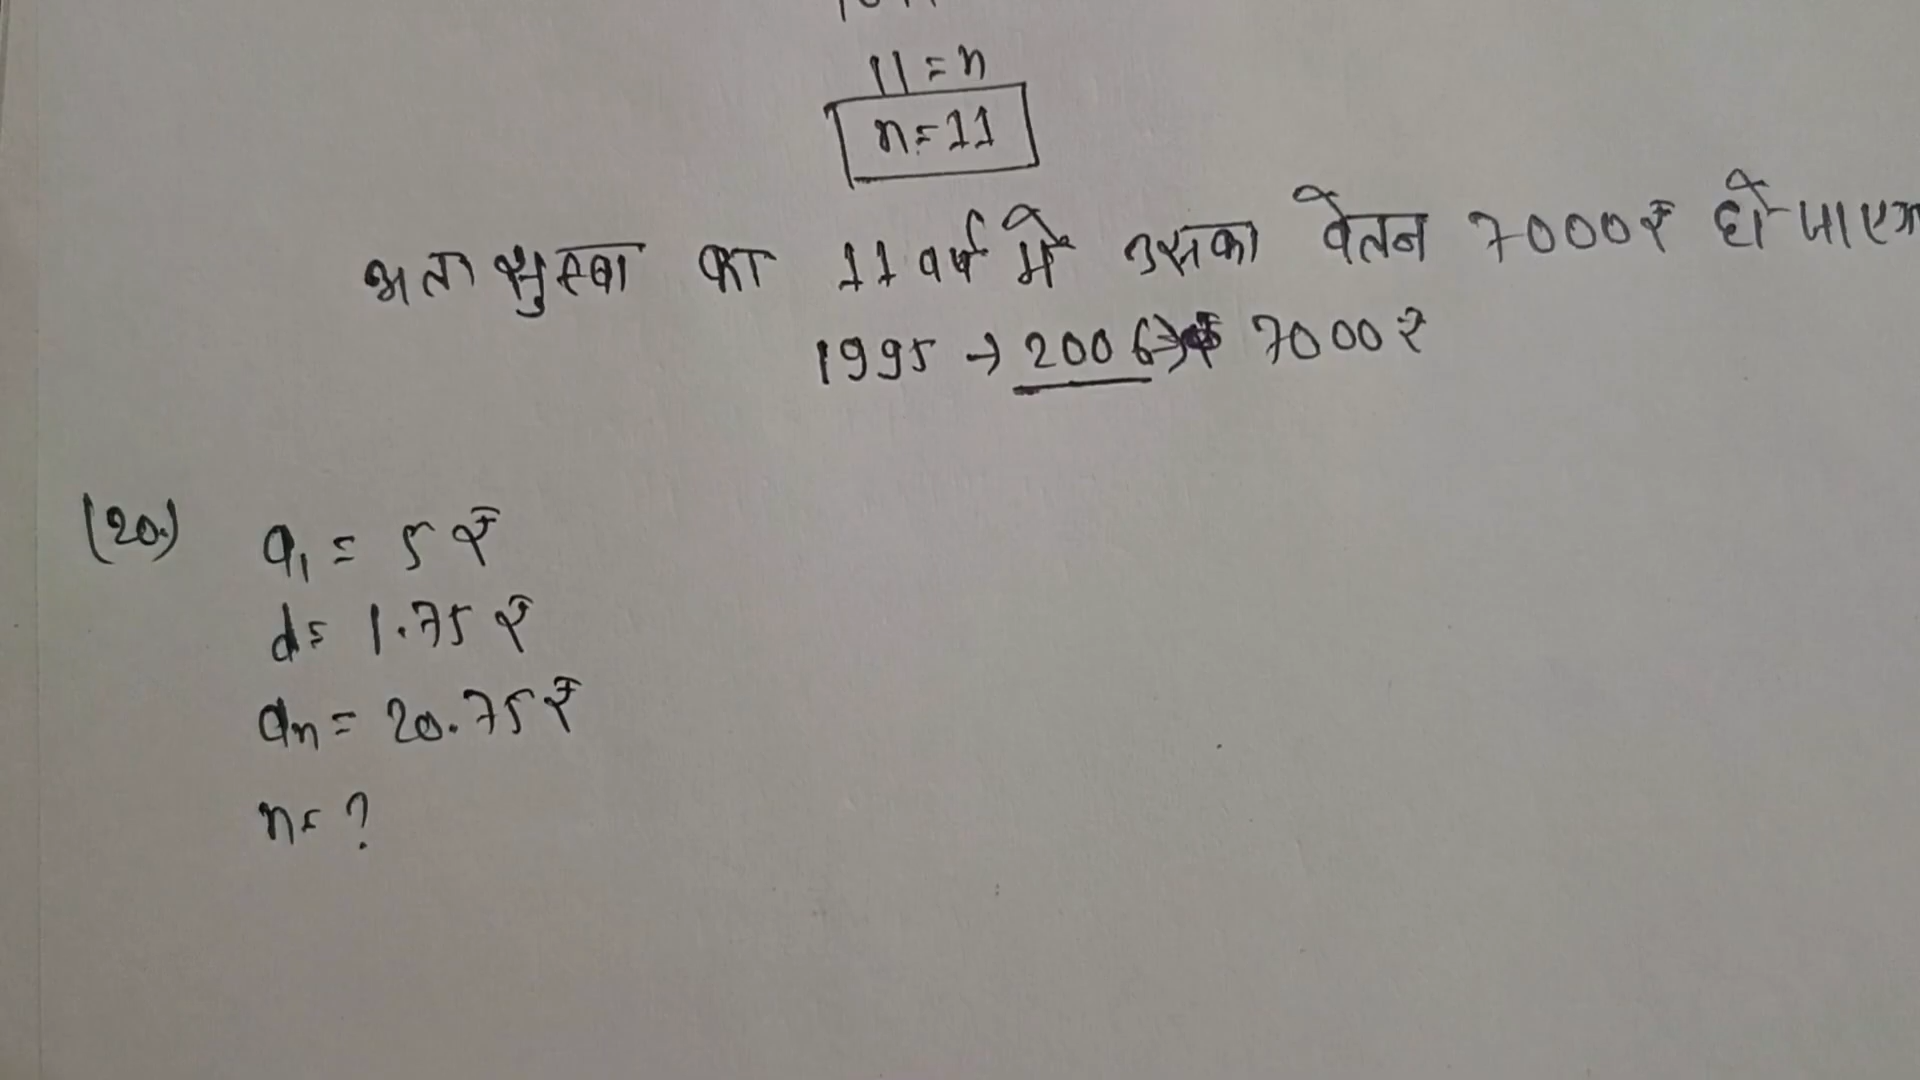 11 = n
n = 11
अतः सुब्बा का 11 वर्ष में उसका वेतन 7000₹ हो जाएगा
1995 → 2006 → 7000₹
(20.) a₁ = 5₹
d = 1.75₹
aₙ = 20.75₹
n = ?